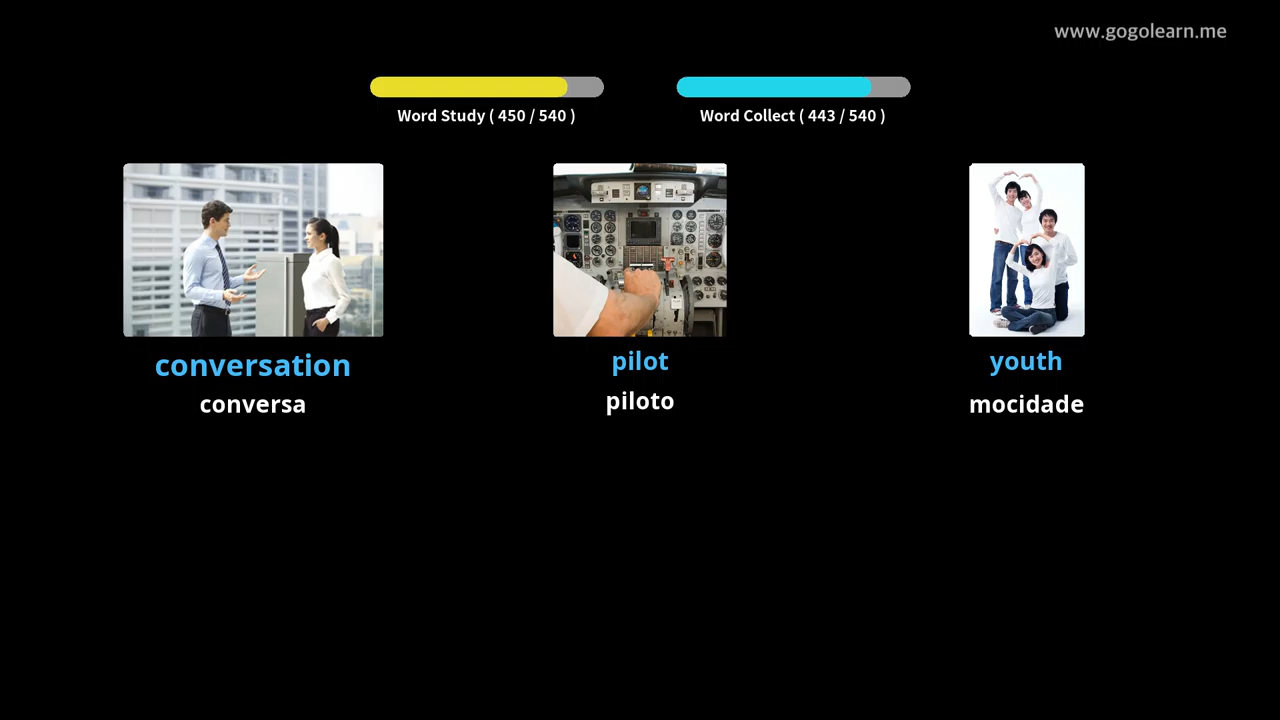 www.gogolearn.me
Word Study ( 450 / 540 )
Word Collect ( 443 / 540 )
conversation
conversa
pilot
piloto
youth
mocidade